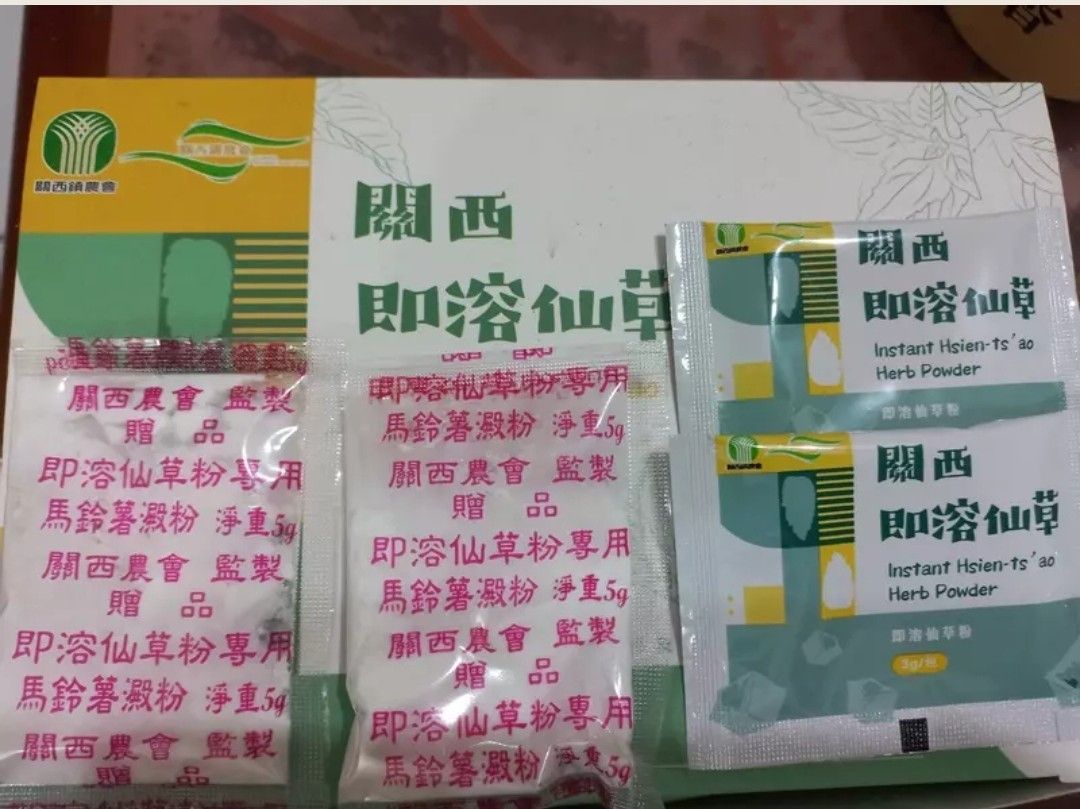 關西鎮農會
關西
即溶仙草
關西
即溶仙草
Instant Hsien-ts'ao
Herb Powder
即溶仙草粉
關西
即溶仙草
Instant Hsien-ts'ao
Herb Powder
即溶仙草粉
3g/包
關西農會 監製
贈品
即溶仙草粉專用
馬鈴薯澱粉 淨重5g
關西農會 監製
贈品
即溶仙草粉專用
馬鈴薯澱粉 淨重5g
關西農會 監製
贈品
即溶仙草粉專用
馬鈴薯澱粉 淨重5g
關西農會 監製
贈品
即溶仙草粉專用
馬鈴薯澱粉 淨重5g
關西農會 監製
贈品
即溶仙草粉專用
馬鈴薯澱粉 淨重5g